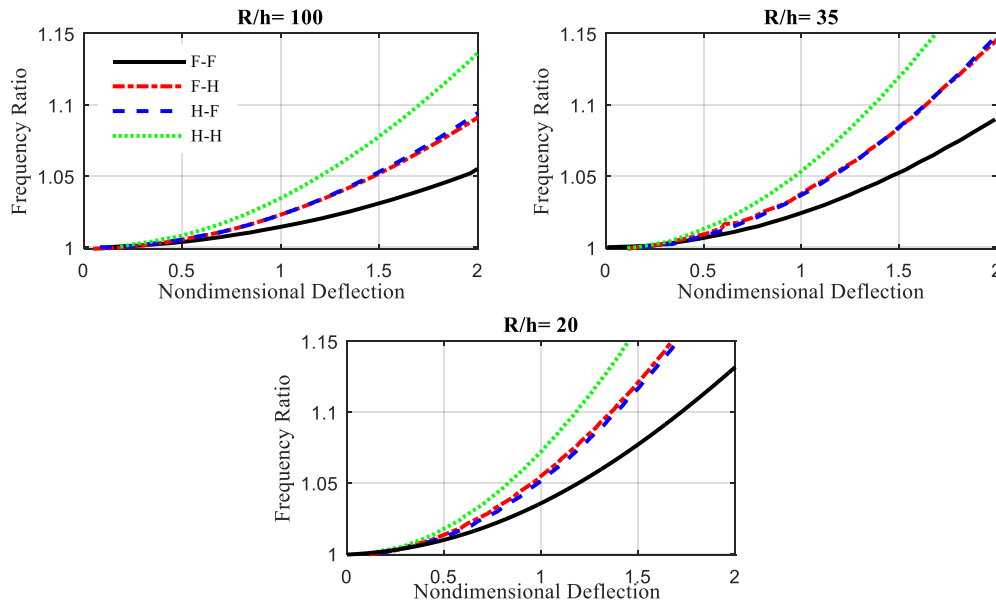 R/h= 100
1.15
1.1
1.05
1
Frequency Ratio
F-F
F-H
H-F
H-H
0
0.5
1
1.5
2
Nondimensional Deflection
R/h= 35
1.15
1.1
1.05
1
Frequency Ratio
0
0.5
1
1.5
2
Nondimensional Deflection
R/h= 20
1.15
1.1
1.05
1
Frequency Ratio
0
0.5
1
1.5
2
Nondimensional Deflection